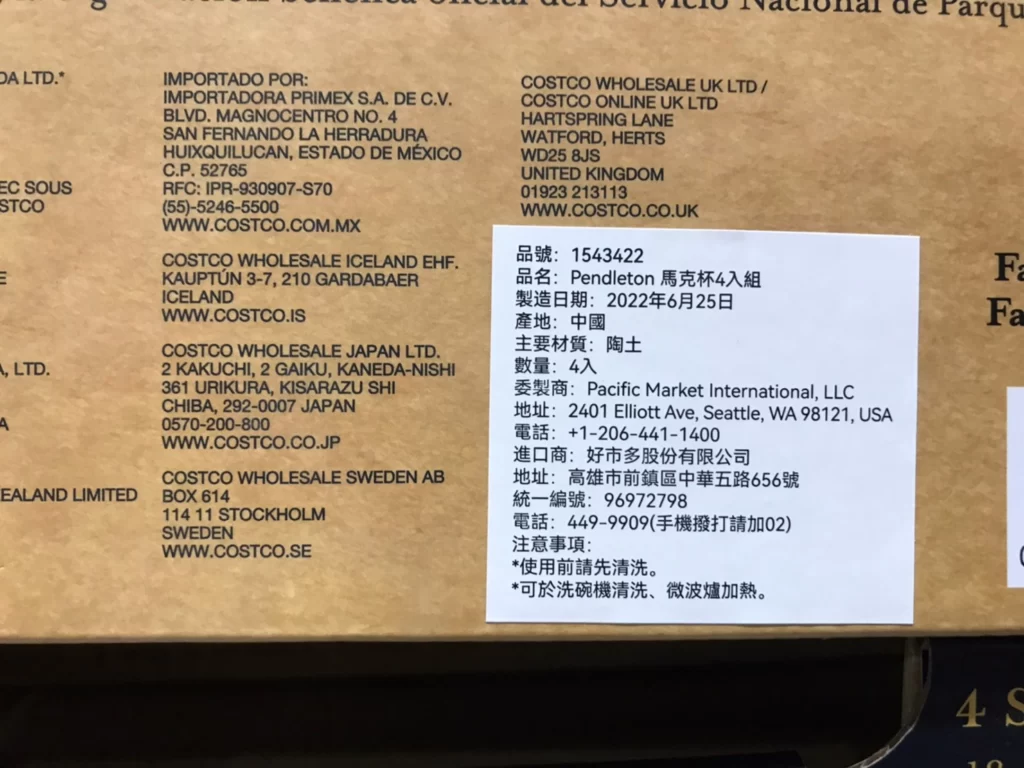 oficial del Servicio Nacional de Parqu
DA LTD.*
EC SOUS
STCO
E
A, LTD.
A
ZEALAND LIMITED
IMPORTADO POR:
IMPORTADORA PRIMEX S.A. DE C.V.
BLVD. MAGNOCENTRO NO. 4
SAN FERNANDO LA HERRADURA
HUIXQUILUCAN, ESTADO DE MÉXICO
C.P. 52765
RFC: IPR-930907-S70
(55)-5246-5500
WWW.COSTCO.COM.MX
COSTCO WHOLESALE ICELAND EHF.
KAUPTÚN 3-7, 210 GARDABAER
ICELAND
WWW.COSTCO.IS
COSTCO WHOLESALE JAPAN LTD.
2 KAKUCHI, 2 GAIKU, KANEDA-NISHI
361 URIKURA, KISARAZU SHI
CHIBA, 292-0007 JAPAN
0570-200-800
WWW.COSTCO.CO.JP
COSTCO WHOLESALE SWEDEN AB
BOX 614
114 11 STOCKHOLM
SWEDEN
WWW.COSTCO.SE
COSTCO WHOLESALE UK LTD /
COSTCO ONLINE UK LTD
HARTSPRING LANE
WATFORD, HERTS
WD25 8JS
UNITED KINGDOM
01923 213113
WWW.COSTCO.CO.UK
品號：1543422
品名：Pendleton 馬克杯4入組
製造日期：2022年6月25日
產地：中國
主要材質：陶土
數量：4入
委製商：Pacific Market International, LLC
地址：2401 Elliott Ave, Seattle, WA 98121, USA
電話：+1-206-441-1400
進口商：好市多股份有限公司
地址：高雄市前鎮區中華五路656號
統一編號：96972798
電話：449-9909(手機撥打請加02)
注意事項:
*使用前請先清洗。
*可於洗碗機清洗、微波爐加熱。
Fa
Fa
4 S